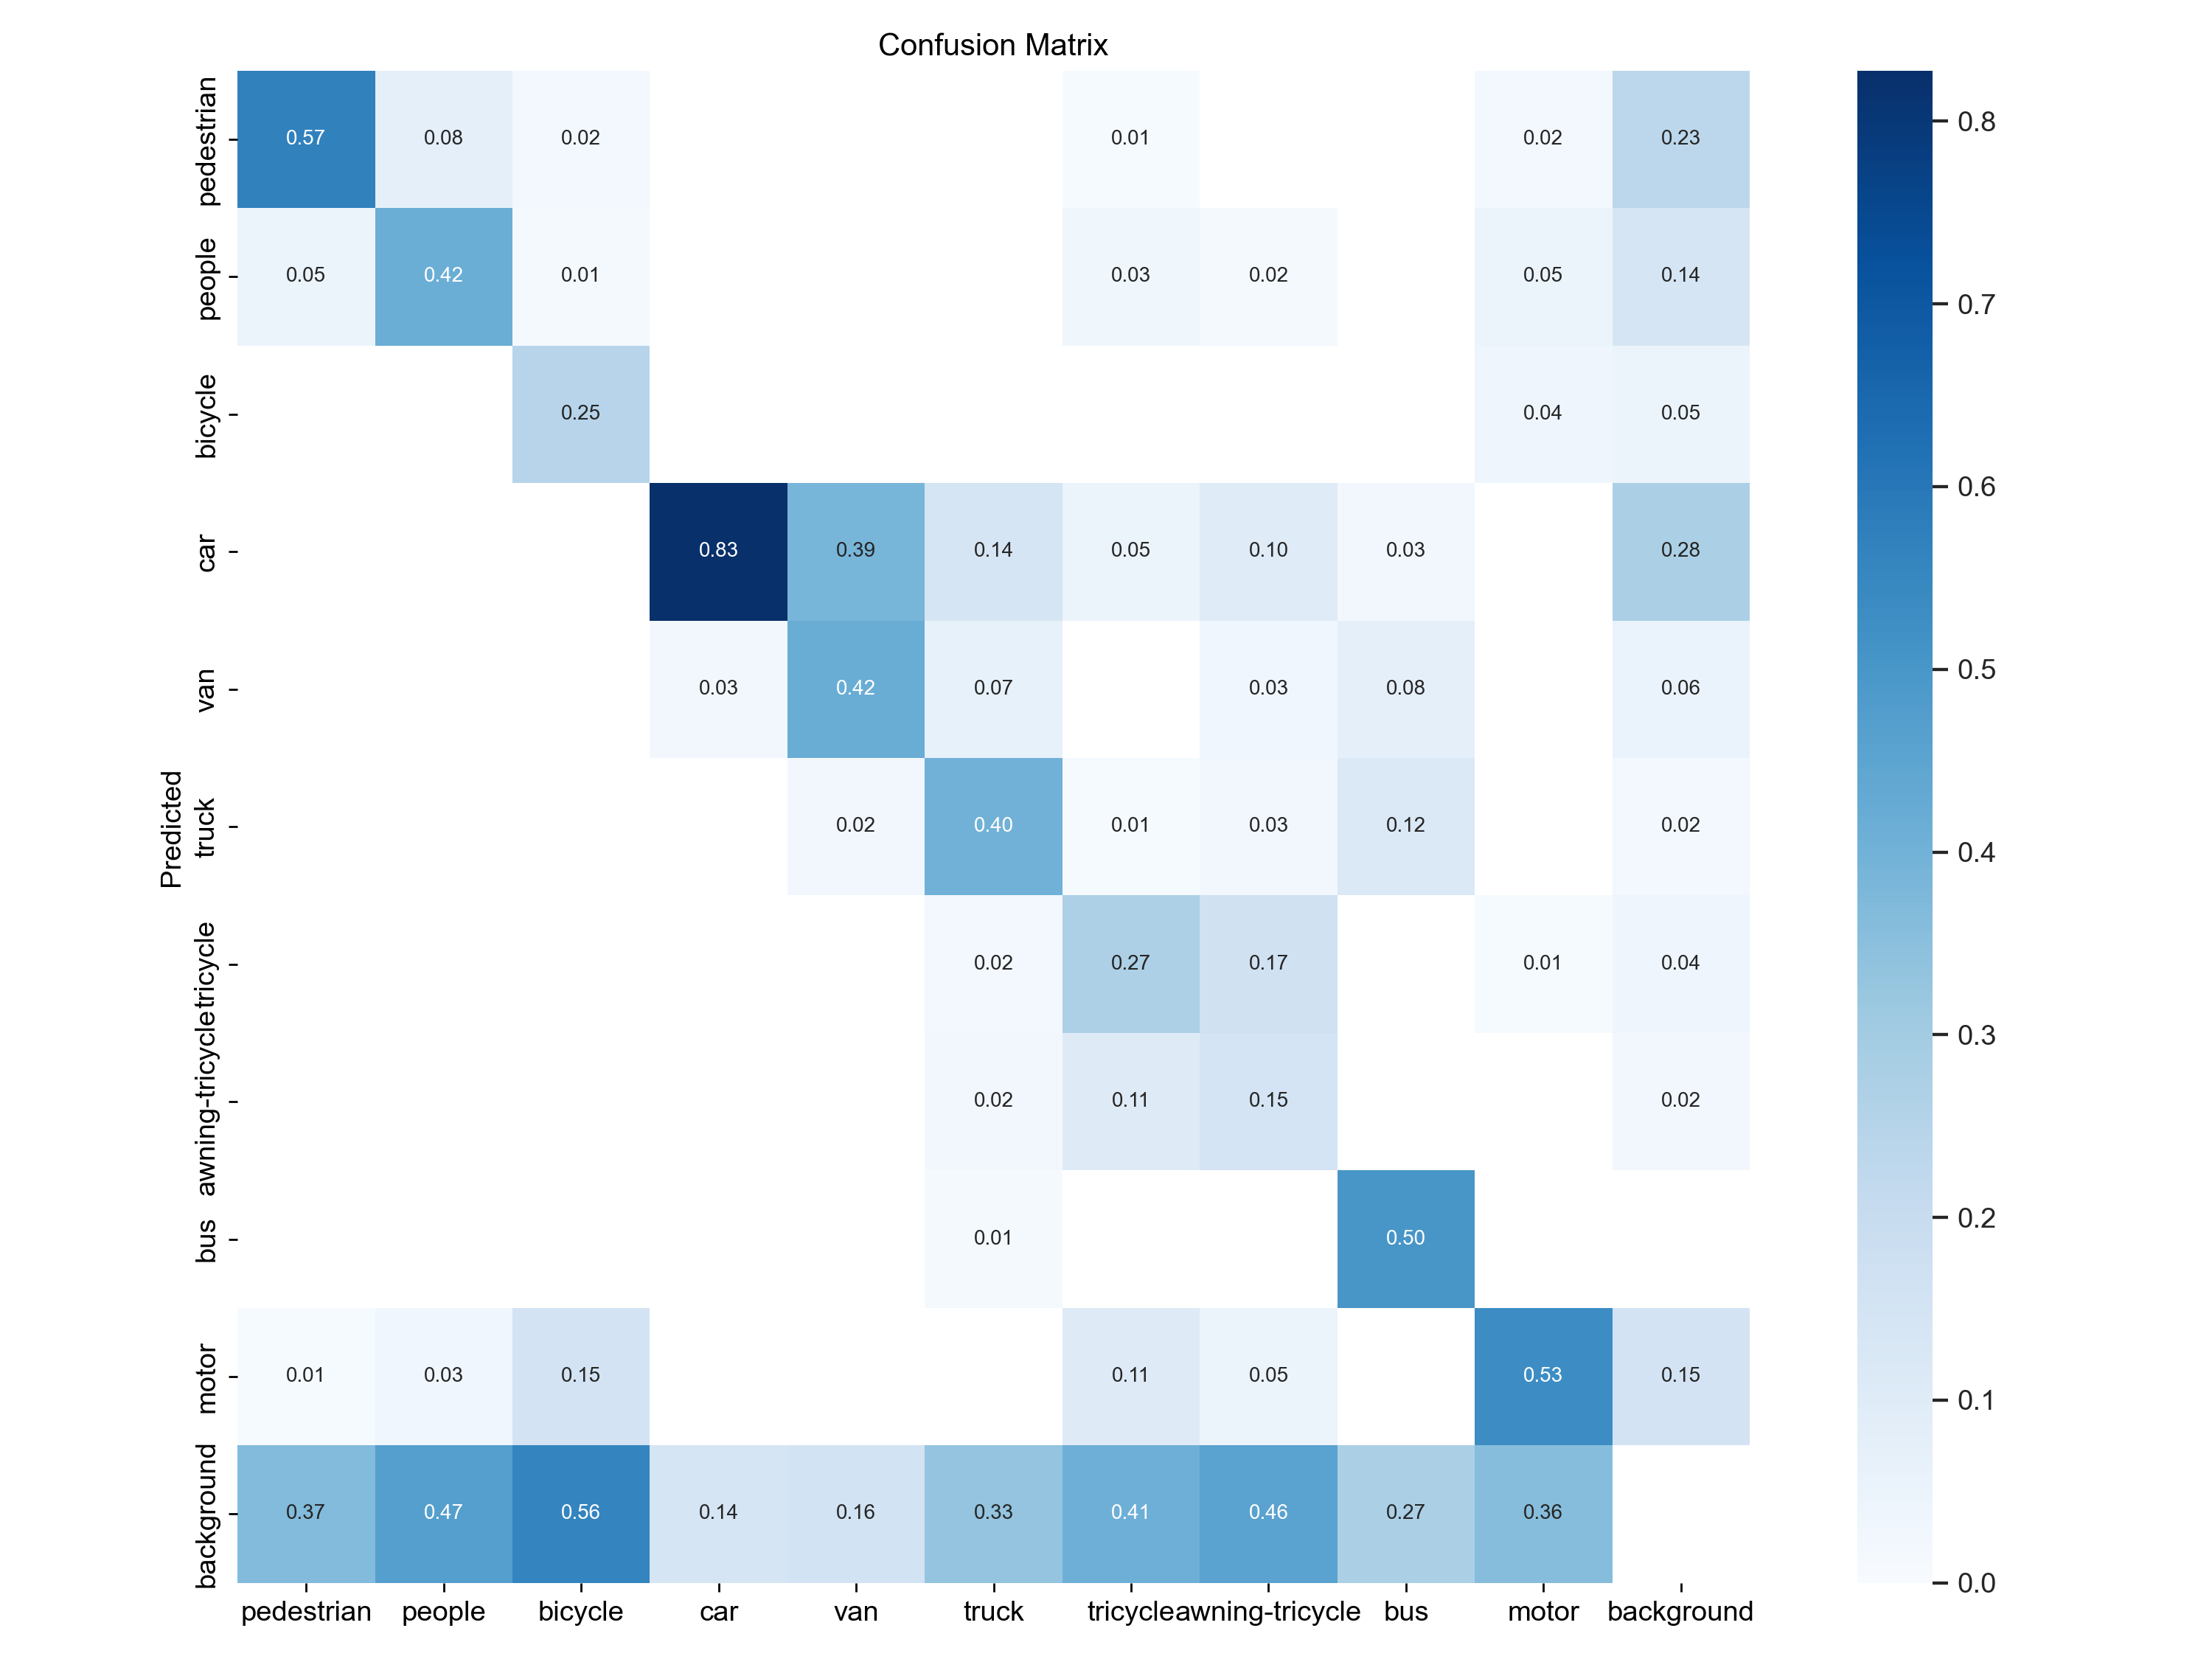 Confusion Matrix
pedestrian 0.57 0.08 0.02 0.01 0.02 0.23
people 0.05 0.42 0.01 0.03 0.02 0.05 0.14
bicycle 0.25 0.04 0.05
car 0.83 0.39 0.14 0.05 0.10 0.03 0.28
van 0.03 0.42 0.07 0.03 0.08 0.06
Predicted
truck 0.02 0.40 0.01 0.03 0.12 0.02
tricycle 0.02 0.27 0.17 0.01 0.04
awning-tricycle 0.02 0.11 0.15 0.02
bus 0.01 0.50
motor 0.01 0.03 0.15 0.11 0.05 0.53 0.15
background 0.37 0.47 0.56 0.14 0.16 0.33 0.41 0.46 0.27 0.36
pedestrian people bicycle car van truck tricycle awning-tricycle bus motor background
0.8
0.7
0.6
0.5
0.4
0.3
0.2
0.1
0.0